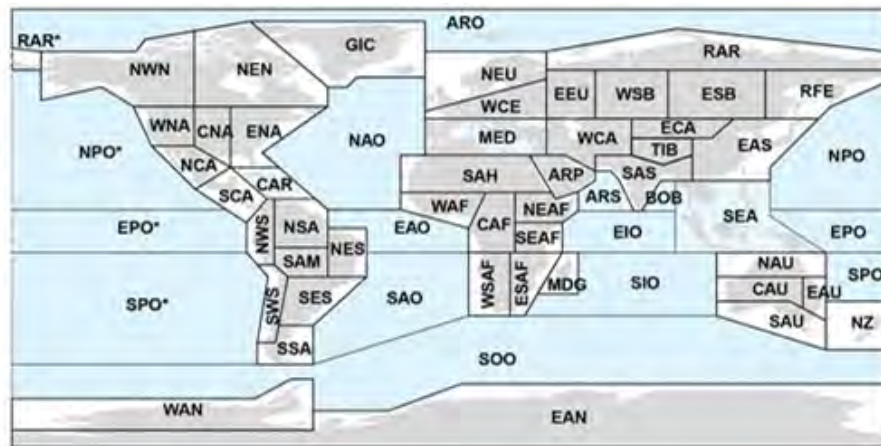 ARO
RAR*
GIC
RAR
NWN
NEN
NEU
EEU
WSB
ESB
RFE
WCE
WNA
CNA
ENA
NAO
MED
WCA
ECA
EAS
NPO*
NPO
TIB
NCA
SAH
ARP
SAS
CAR
SCA
WAF
ARS
BOB
NEAF
SEA
EPO*
NWS
NSA
EAO
CAF
SEAF
EIO
EPO
NES
SAM
NAU
SPO*
SWS
SES
SAO
WSAF
ESAF
MDG
SIO
CAU
EAU
SPO
SAU
NZ
SSA
SOO
WAN
EAN